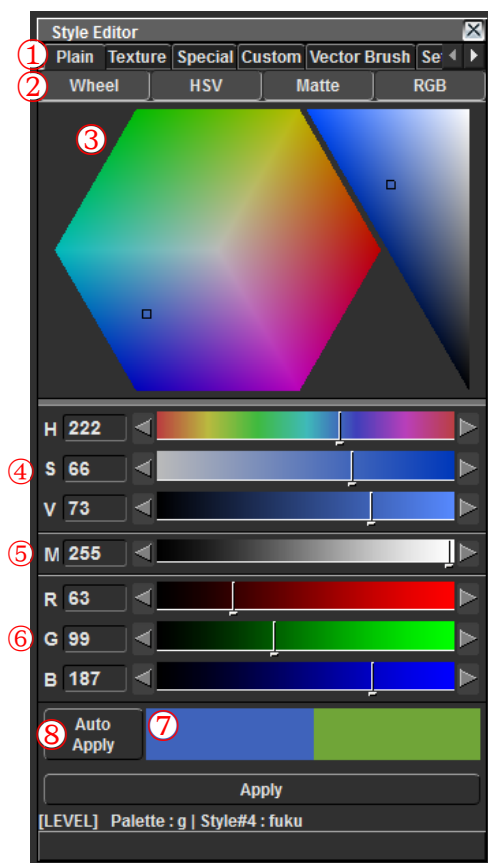 Style Editor
① Plain Texture Special Custom Vector Brush Se
② Wheel HSV Matte RGB
③
H 222
④ S 66
V 73
⑤ M 255
R 63
⑥ G 99
B 187
⑧ Auto Apply ⑦
Apply
[LEVEL] Palette : g | Style#4 : fuku